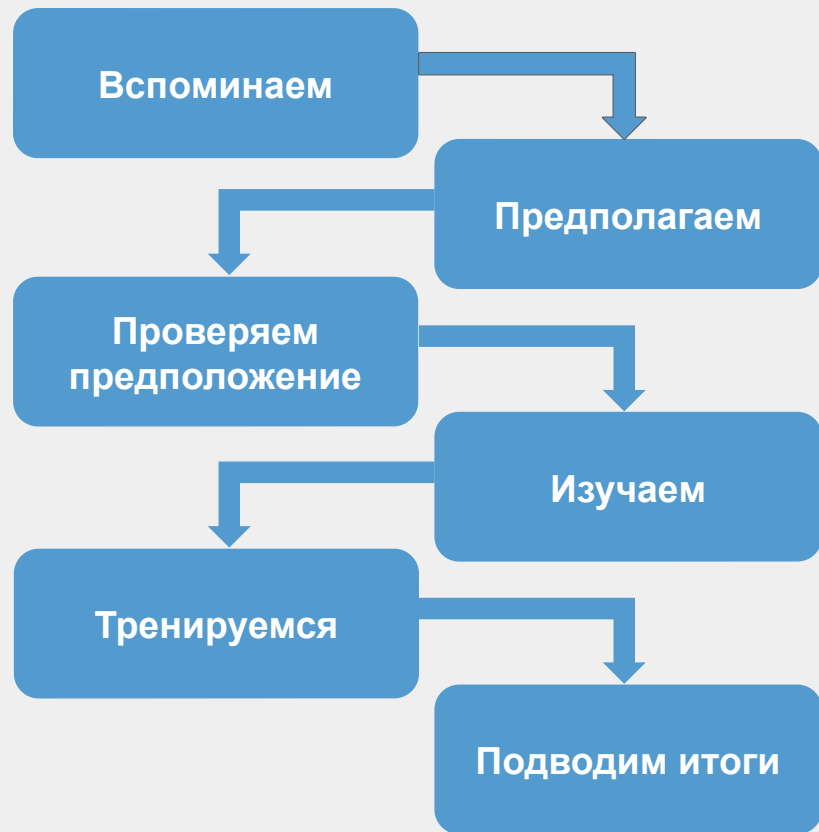 Вспоминаем
Предполагаем
Проверяем
предположение
Изучаем
Тренируемся
Подводим итоги